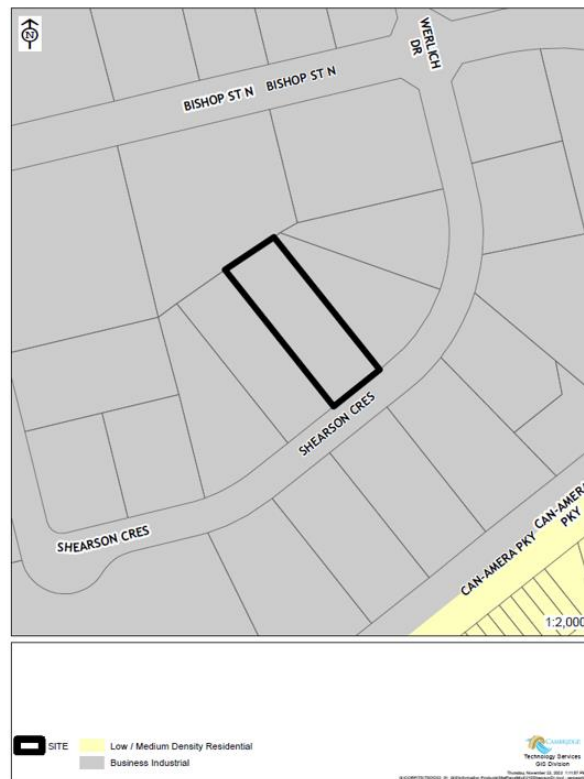 N
WERLICH
DR
BISHOP ST N BISHOP ST N
SHEARSON CRES
SHEARSON CRES
CAN-AMERA
PKY
CAN-AMERA PKY
1:2,000
SITE
Low / Medium Density Residential
Business Industrial
CAMBRIDGE
Technology Services
GIS Division